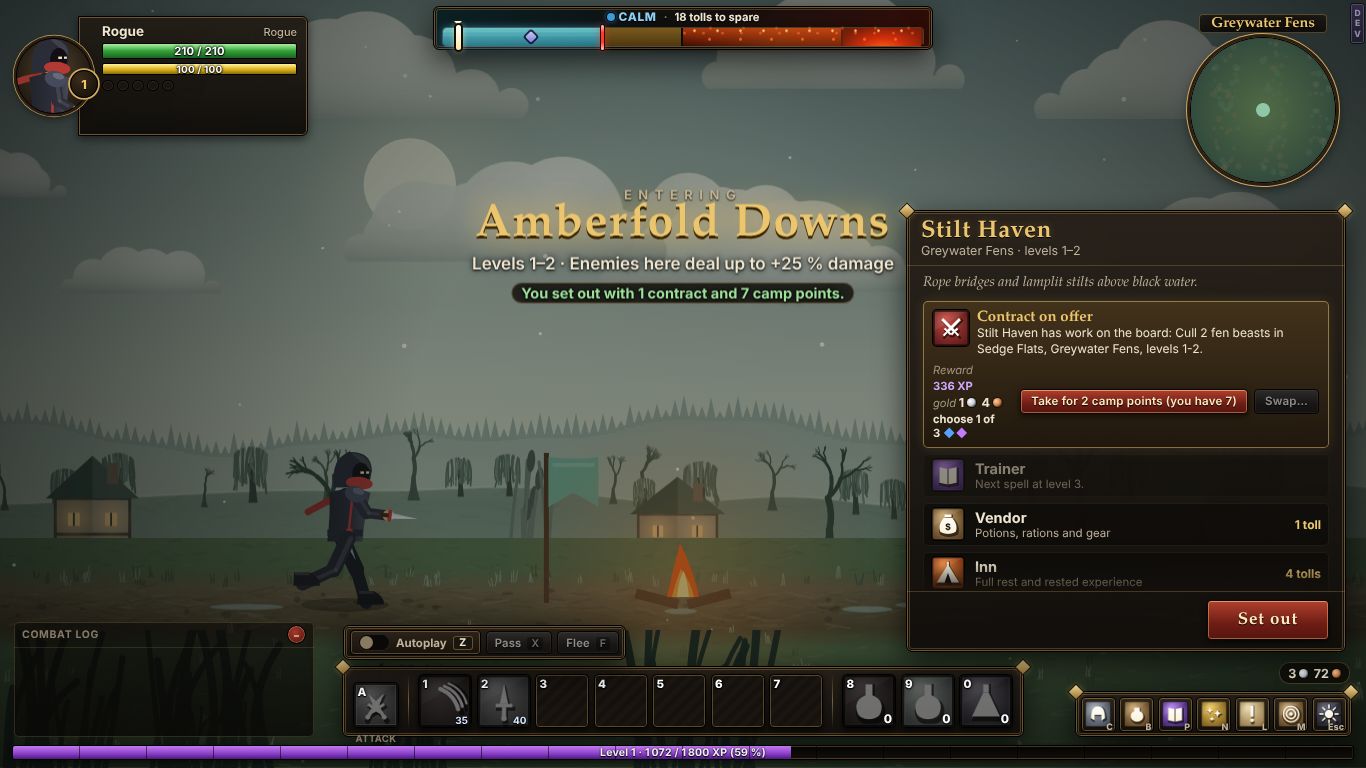 Rogue
Rogue
210 / 210
100 / 100
1
CALM · 18 tolls to spare
Greywater Fens
DEV
ENTERING
Amberfold Downs
Levels 1–2 · Enemies here deal up to +25 % damage
You set out with 1 contract and 7 camp points.
Stilt Haven
Greywater Fens · levels 1–2
Rope bridges and lamplit stilts above black water.
Contract on offer
Stilt Haven has work on the board: Cull 2 fen beasts in
Sedge Flats, Greywater Fens, levels 1-2.
Reward
336 XP
gold 1 4
choose 1 of
3
Take for 2 camp points (you have 7)
Swap...
Trainer
Next spell at level 3.
Vendor
Potions, rations and gear
1 toll
Inn
Full rest and rested experience
4 tolls
Set out
COMBAT LOG
Autoplay Z
Pass X
Flee F
A
ATTACK
1 35
2 40
3
4
5
6
7
8 0
9 0
0 0
3 72
C
B
P
N
L
M
Esc
Level 1 · 1072 / 1800 XP (59 %)